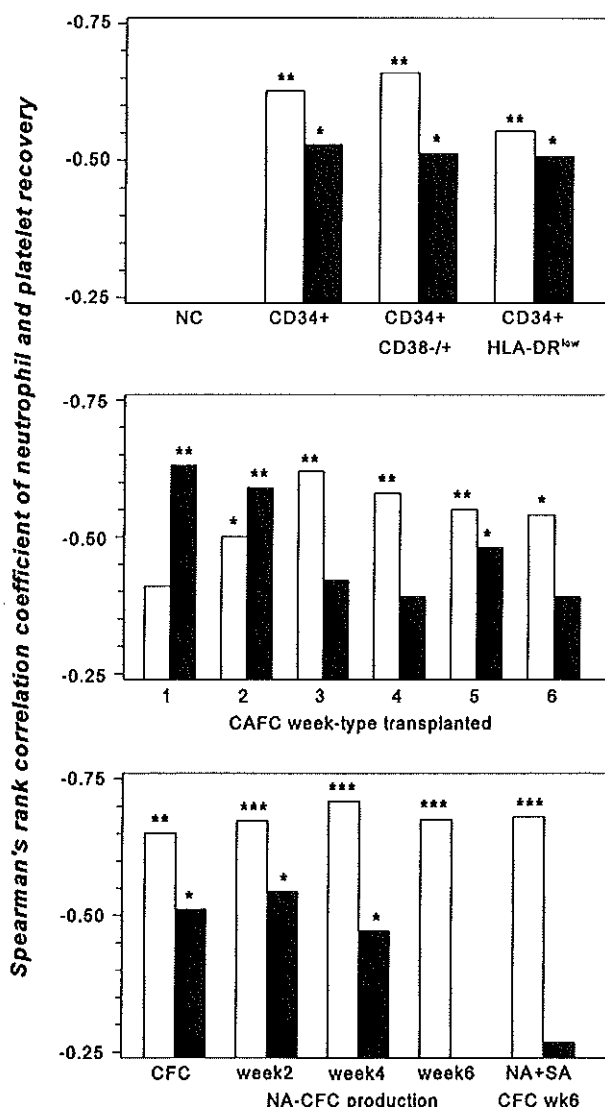 Spearman's rank correlation coefficient of neutrophil and platelet recovery
-0.75
** **
** * * *
-0.50
-0.25
NC CD34+ CD34+ CD34+
CD38-/+ HLA-DRlow
-0.75
** ** ** ** ** *
* *
-0.50
-0.25
1 2 3 4 5 6
CAFC week-type transplanted
-0.75
** *** *** *** ***
* * *
-0.50
-0.25
CFC week2 week4 week6 NA+SA
NA-CFC production CFC wk6